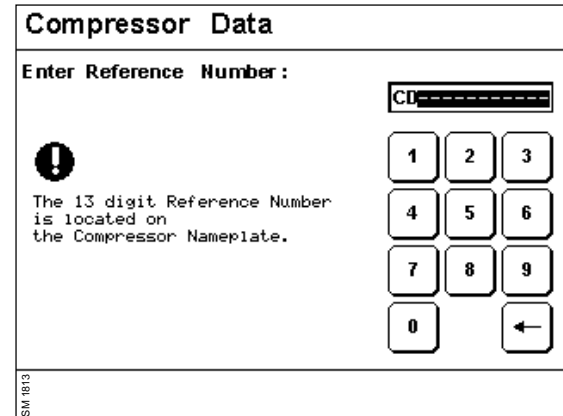 Compressor Data
Enter Reference Number:
CD-----------
The 13 digit Reference Number
is located on
the Compressor Nameplate.
1 2 3
4 5 6
7 8 9
0 ←
SM 1813